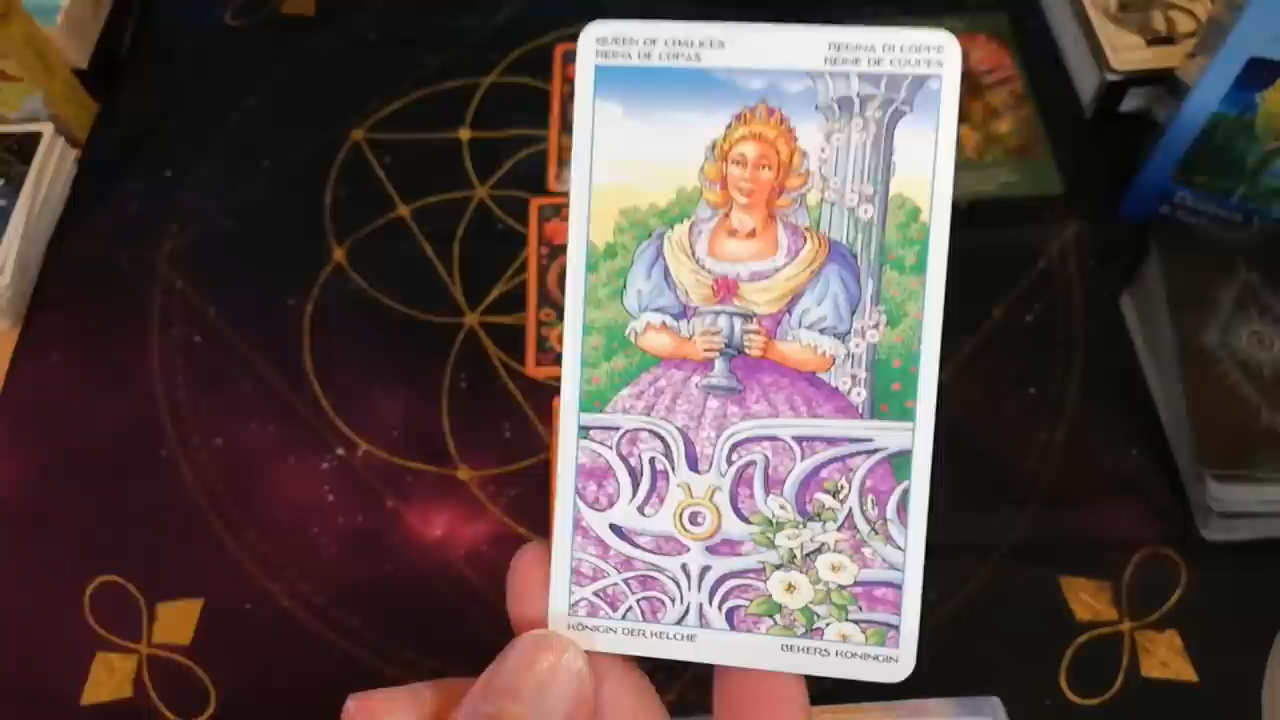 QUEEN OF CHALICES
REINA DE COPAS
REGINA DI COPPE
REINE DE COUPES
KÖNIGIN DER KELCHE
BEKERS KONINGIN